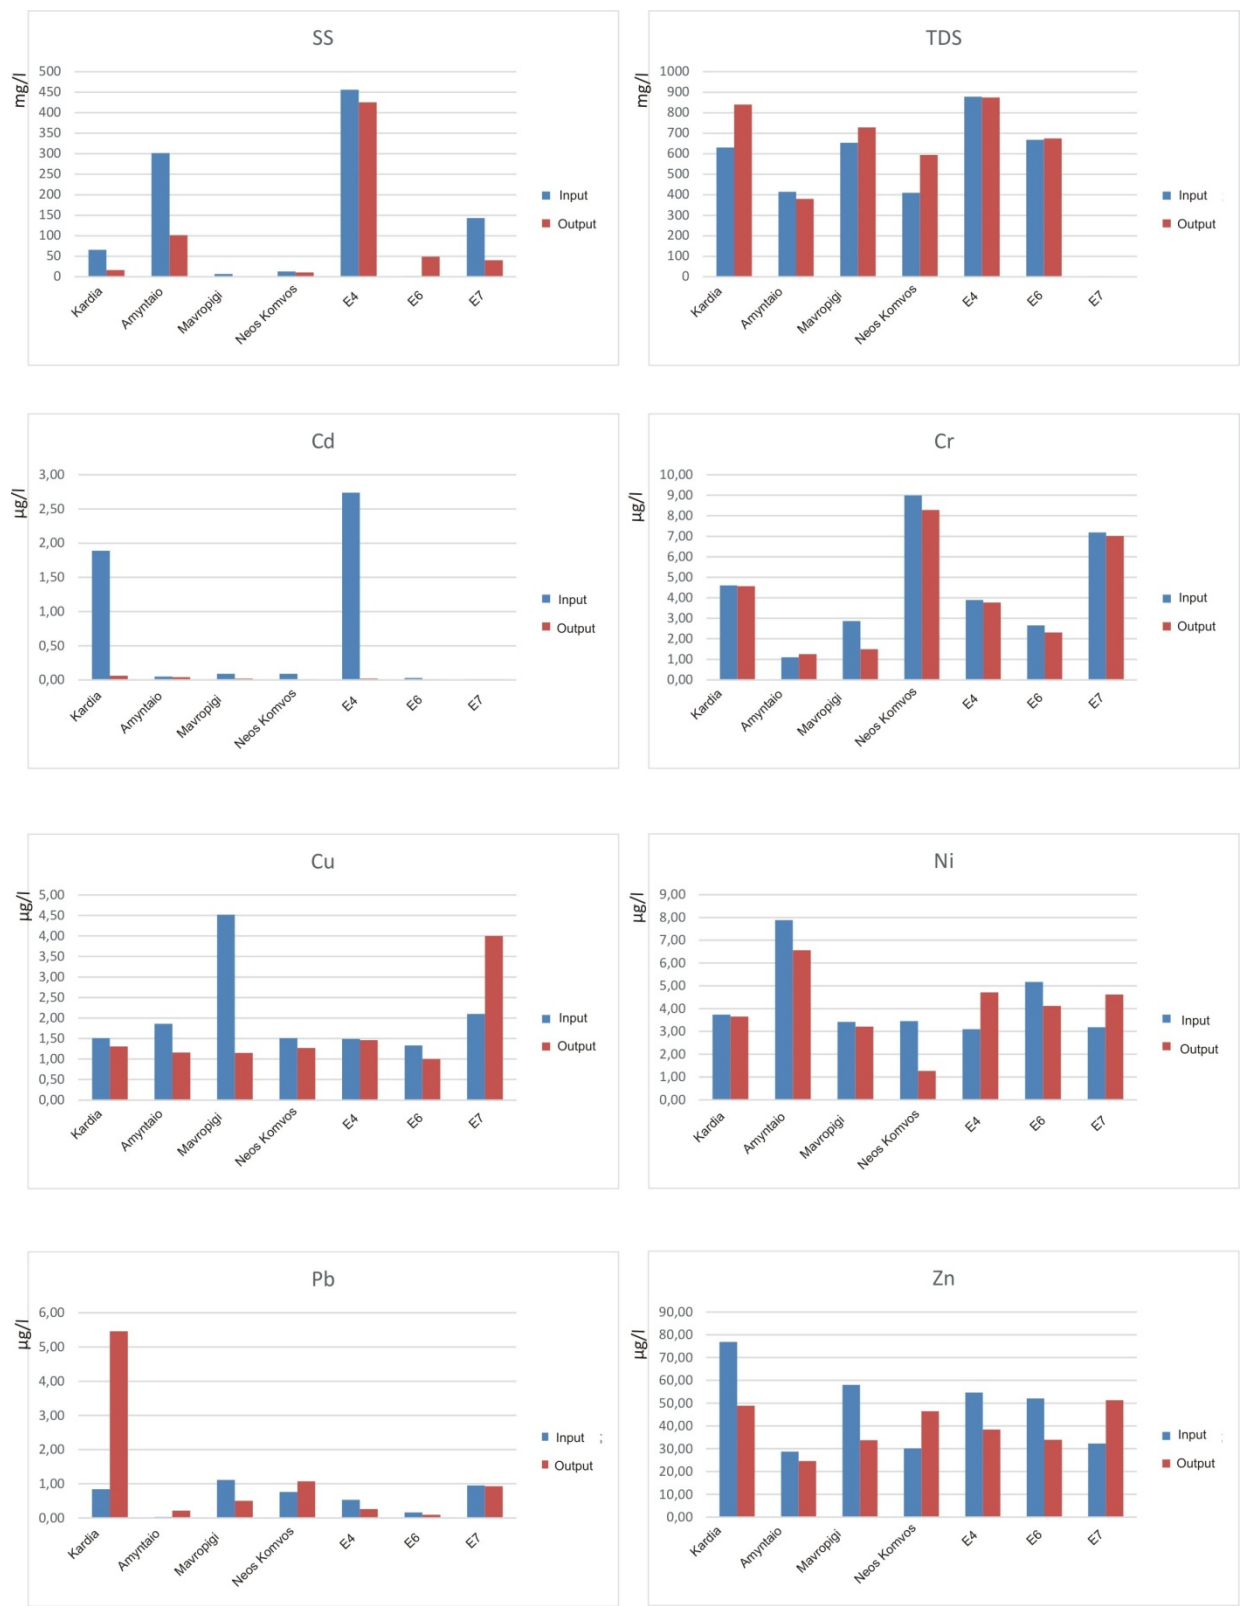 SS
mg/l
500
450
400
350
300
250
200
150
100
50
0
Kardia
Amyntaio
Mavropigi
Neos Komvos
E4
E6
E7
Input
Output
TDS
mg/l
1000
900
800
700
600
500
400
300
200
100
0
Kardia
Amyntaio
Mavropigi
Neos Komvos
E4
E6
E7
Input
Output
Cd
µg/l
3,00
2,50
2,00
1,50
1,00
0,50
0,00
Kardia
Amyntaio
Mavropigi
Neos Komvos
E4
E6
E7
Input
Output
Cr
µg/l
10,00
9,00
8,00
7,00
6,00
5,00
4,00
3,00
2,00
1,00
0,00
Kardia
Amyntaio
Mavropigi
Neos Komvos
E4
E6
E7
Input
Output
Cu
µg/l
5,00
4,50
4,00
3,50
3,00
2,50
2,00
1,50
1,00
0,50
0,00
Kardia
Amyntaio
Mavropigi
Neos Komvos
E4
E6
E7
Input
Output
Ni
µg/l
9,00
8,00
7,00
6,00
5,00
4,00
3,00
2,00
1,00
0,00
Kardia
Amyntaio
Mavropigi
Neos Komvos
E4
E6
E7
Input
Output
Pb
µg/l
6,00
5,00
4,00
3,00
2,00
1,00
0,00
Kardia
Amyntaio
Mavropigi
Neos Komvos
E4
E6
E7
Input ;
Output
Zn
µg/l
90,00
80,00
70,00
60,00
50,00
40,00
30,00
20,00
10,00
0,00
Kardia
Amyntaio
Mavropigi
Neos Komvos
E4
E6
E7
Input
Output